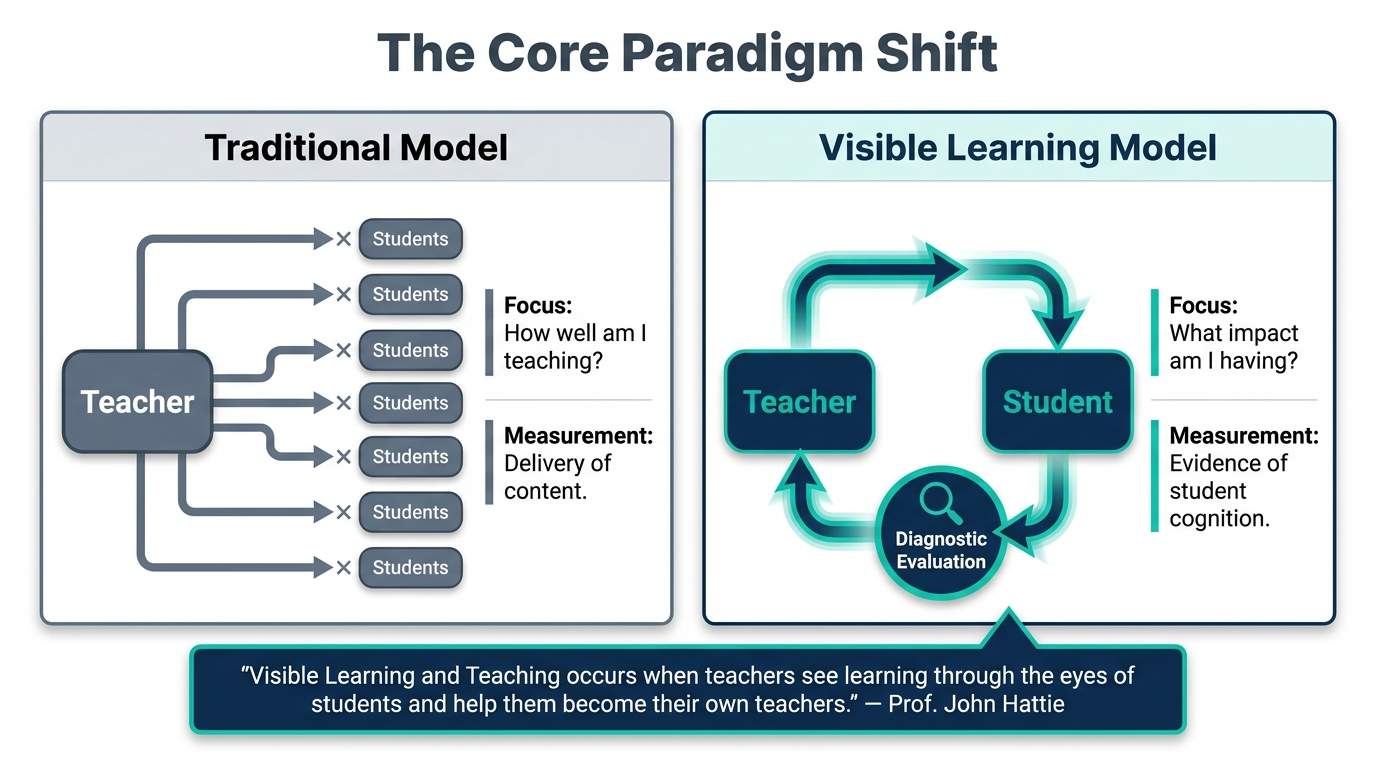 The Core Paradigm Shift
Traditional Model
Teacher
Students
Students
Students
Students
Students
Students
Students
Focus:
How well am I
teaching?
Measurement:
Delivery of
content.
Visible Learning Model
Teacher
Student
Diagnostic
Evaluation
Focus:
What impact
am I having?
Measurement:
Evidence of
student
cognition.
“Visible Learning and Teaching occurs when teachers see learning through the eyes of
students and help them become their own teachers.” — Prof. John Hattie